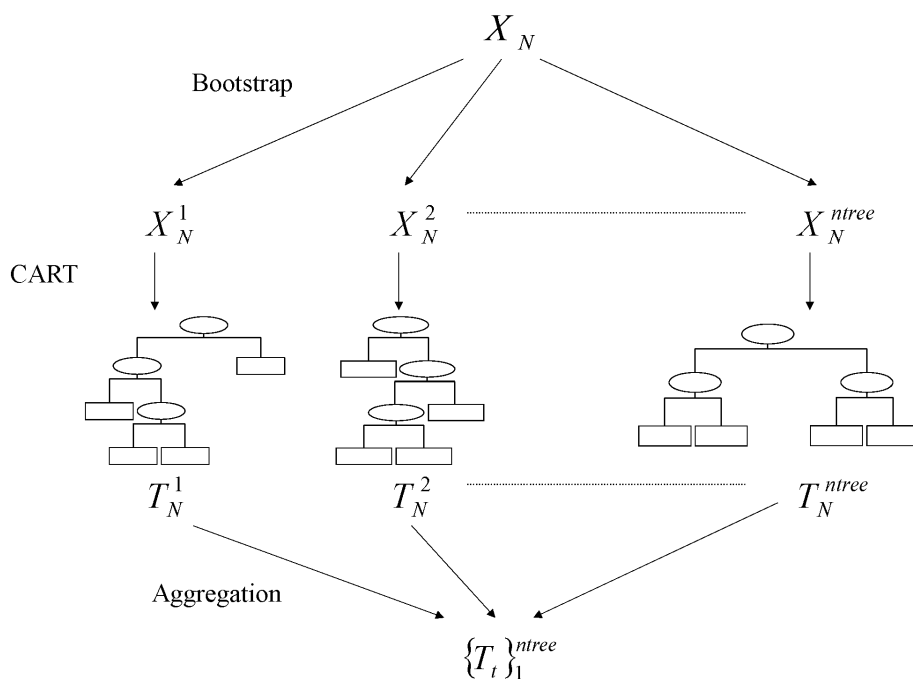 X_N
Bootstrap
X_N^1 X_N^2 X_N^{ntree}
CART
T_N^1 T_N^2 T_N^{ntree}
Aggregation
{T_t}_1^{ntree}